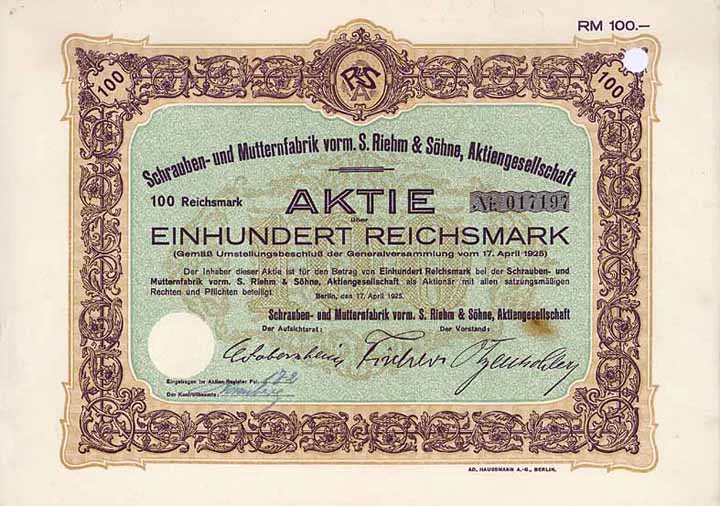 RM 100.—
100
RSA
100
Schrauben- und Mutternfabrik vorm. S. Riehm & Söhne, Aktiengesellschaft
100 Reichsmark
AKTIE
Nr. 017197
über
EINHUNDERT REICHSMARK
(Gemäß Umstellungsbeschluß der Generalversammlung vom 17. April 1925)
Der Inhaber dieser Aktie ist für den Betrag von Einhundert Reichsmark bei der Schrauben- und
Mutternfabrik vorm. S. Riehm & Söhne, Aktiengesellschaft als Aktionär mit allen satzungsmäßigen
Rechten und Pflichten beteiligt.
Berlin, den 17. April 1925.
Schrauben- und Mutternfabrik vorm. S. Riehm & Söhne, Aktiengesellschaft
Der Aufsichtsrat: Der Vorstand:
Eingetragen im Aktien-Register Fol.
Der Kontrollbeamte:
AD. HAUSSMANN A.-G., BERLIN.